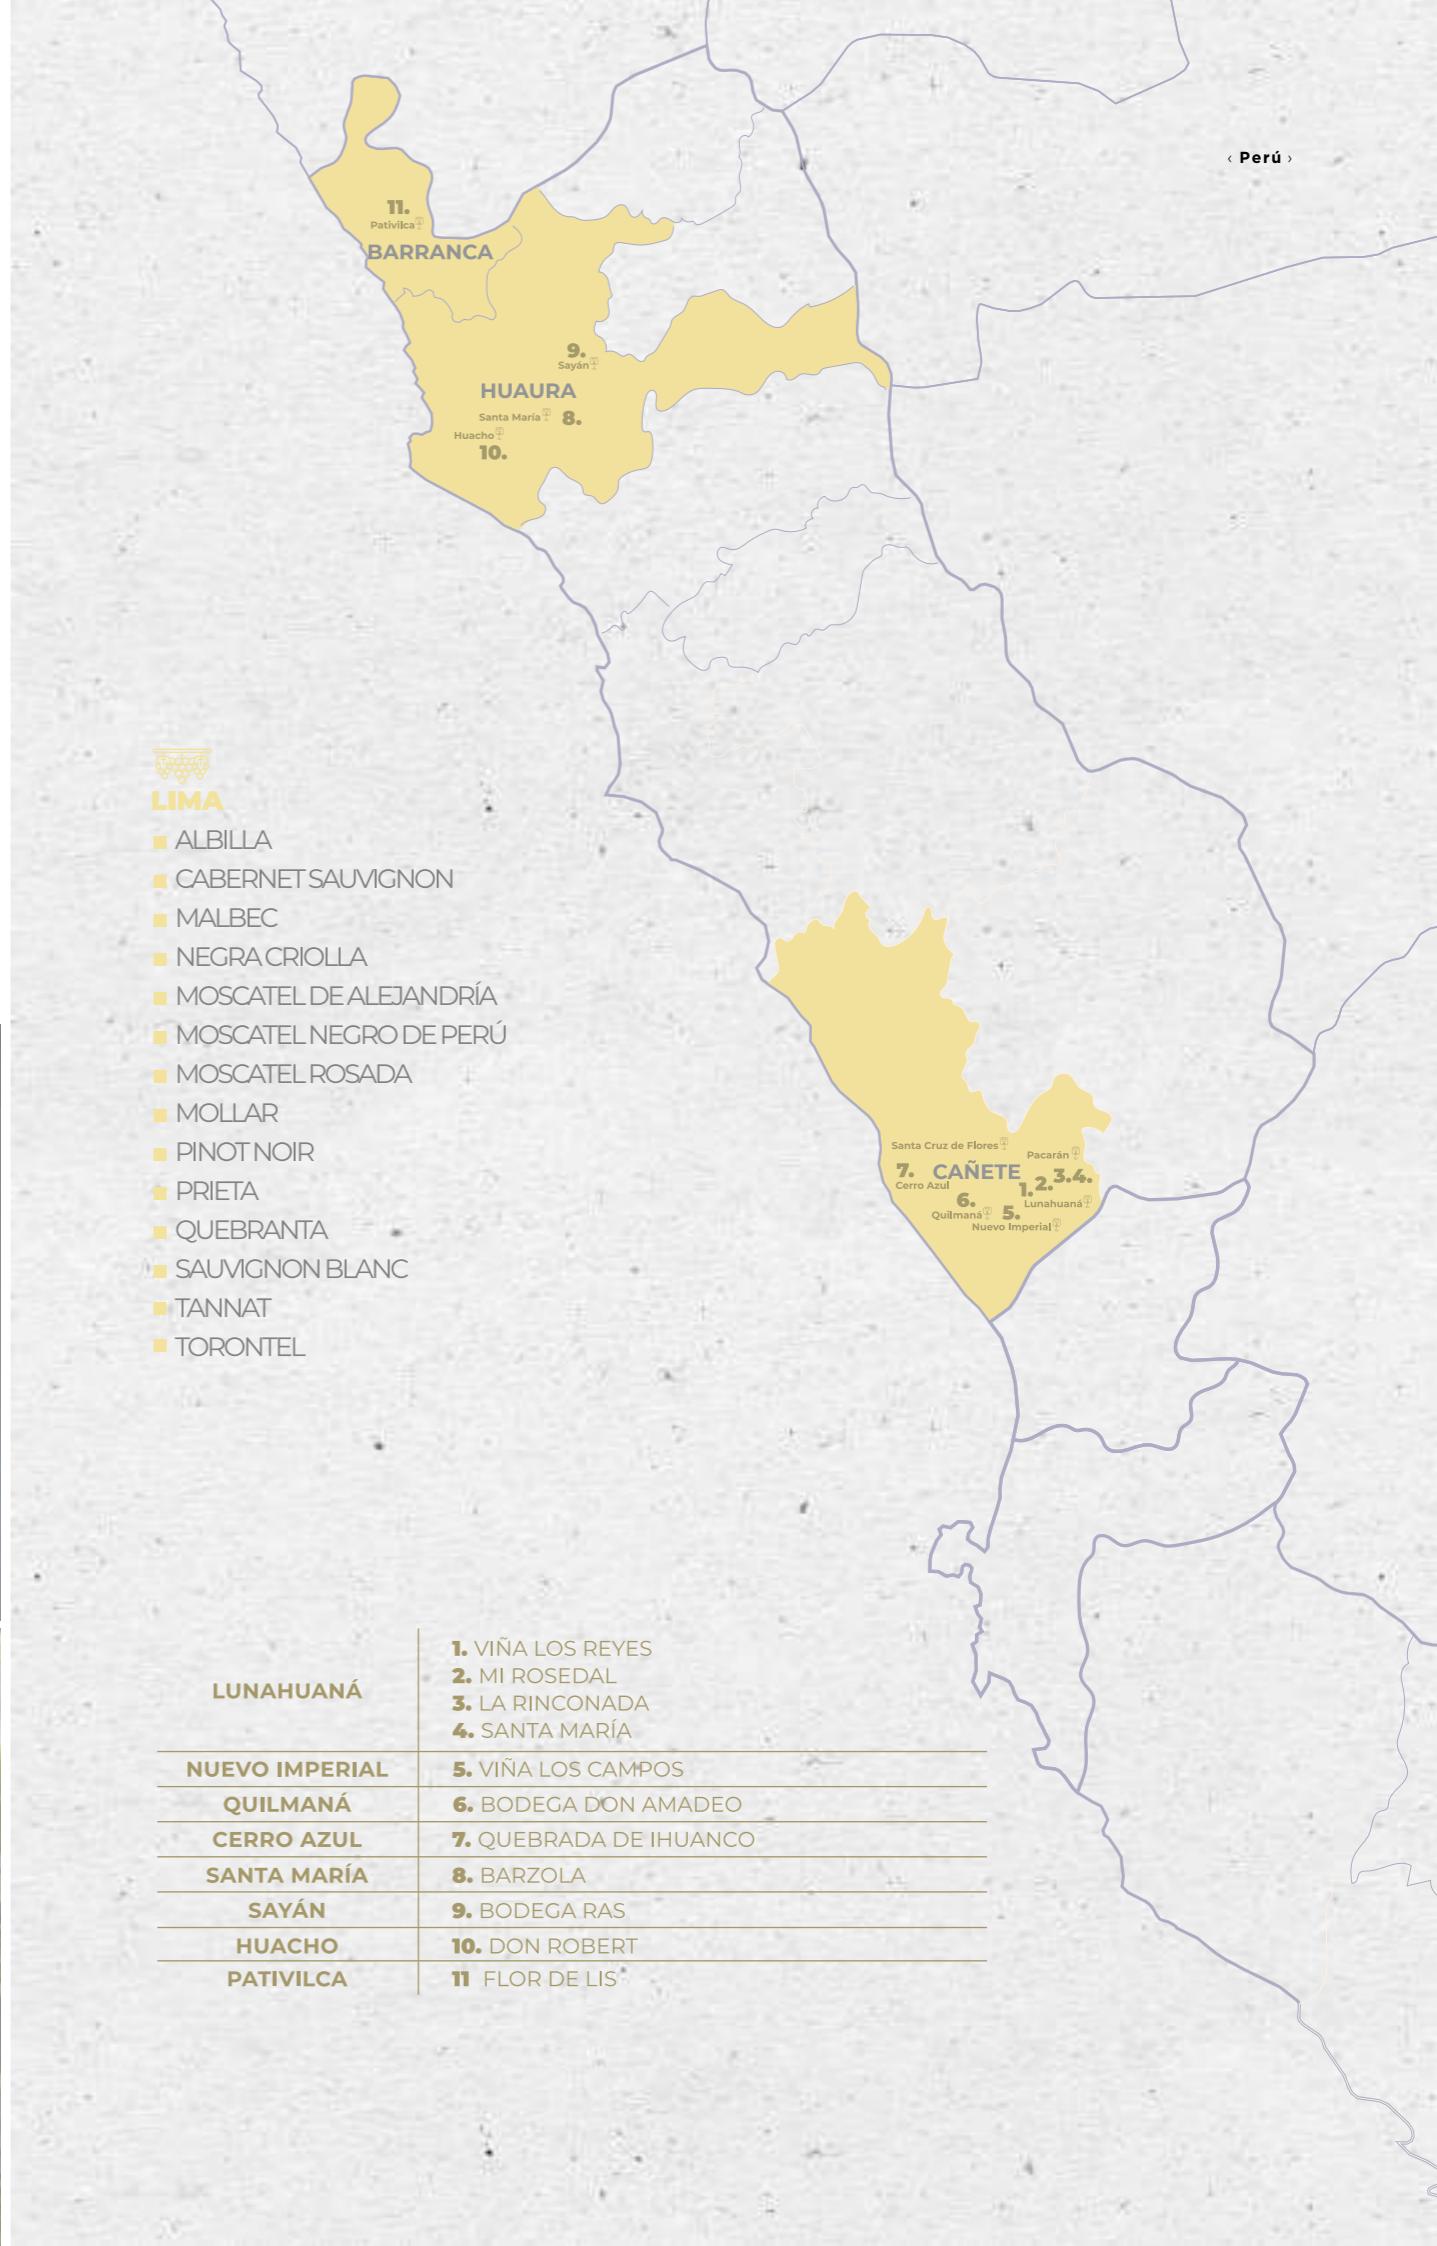 ‹ Perú ›
11.
Pativilca
BARRANCA
9.
Sayán
HUAURA
Santa María 8.
Huacho
10.
LIMA
ALBILLA
CABERNET SAUVIGNON
MALBEC
NEGRA CRIOLLA
MOSCATEL DE ALEJANDRÍA
MOSCATEL NEGRO DE PERÚ
MOSCATEL ROSADA
MOLLAR
PINOT NOIR
PRIETA
QUEBRANTA
SAUVIGNON BLANC
TANNAT
TORONTEL
Santa Cruz de Flores
Pacarán
7. CAÑETE 1. 2. 3. 4.
Cerro Azul
6. Lunahuaná
Quilmaná 5.
Nuevo Imperial
LUNAHUANÁ
1. VIÑA LOS REYES
2. MI ROSEDAL
3. LA RINCONADA
4. SANTA MARÍA
NUEVO IMPERIAL 5. VIÑA LOS CAMPOS
QUILMANÁ 6. BODEGA DON AMADEO
CERRO AZUL 7. QUEBRADA DE IHUANCO
SANTA MARÍA 8. BARZOLA
SAYÁN 9. BODEGA RAS
HUACHO 10. DON ROBERT
PATIVILCA 11 FLOR DE LIS